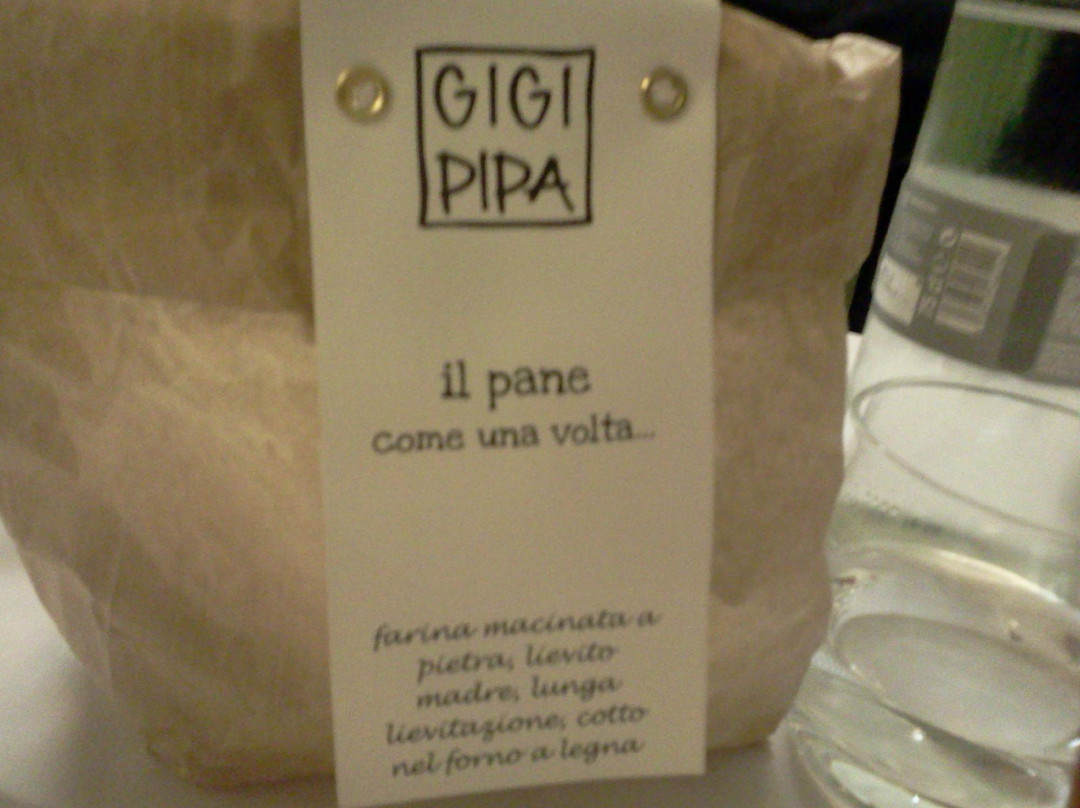 GIGI
PIPA
il pane
come una volta...
farina macinata a
pietra, lievito
madre, lunga
lievitazione, cotto
nel forno a legna